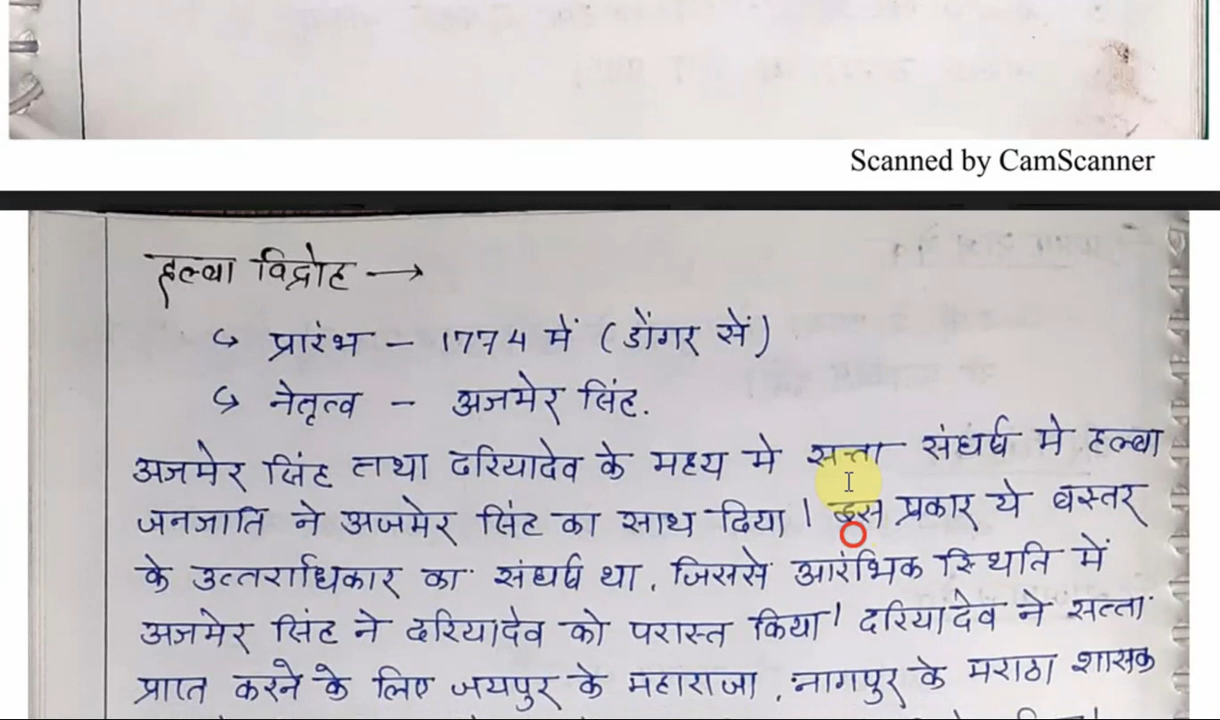 Scanned by CamScanner
हल्बा विद्रोह →
↳ प्रारंभ - 1774 में (डोंगर सें)
↳ नेतृत्व - अजमेर सिंह.
अजमेर सिंह तथा दरियादेव के मध्य मे सत्ता संघर्ष मे हल्बा
जनजाति ने अजमेर सिंह का साथ दिया। इस प्रकार ये बस्तर
के उत्तराधिकार का संघर्ष था, जिससे आरंभिक स्थिति में
अजमेर सिंह ने दरियादेव को परास्त किया। दरियादेव ने सत्ता
प्राप्त करने के लिए जयपुर के महाराजा, नागपुर के मराठा शासक